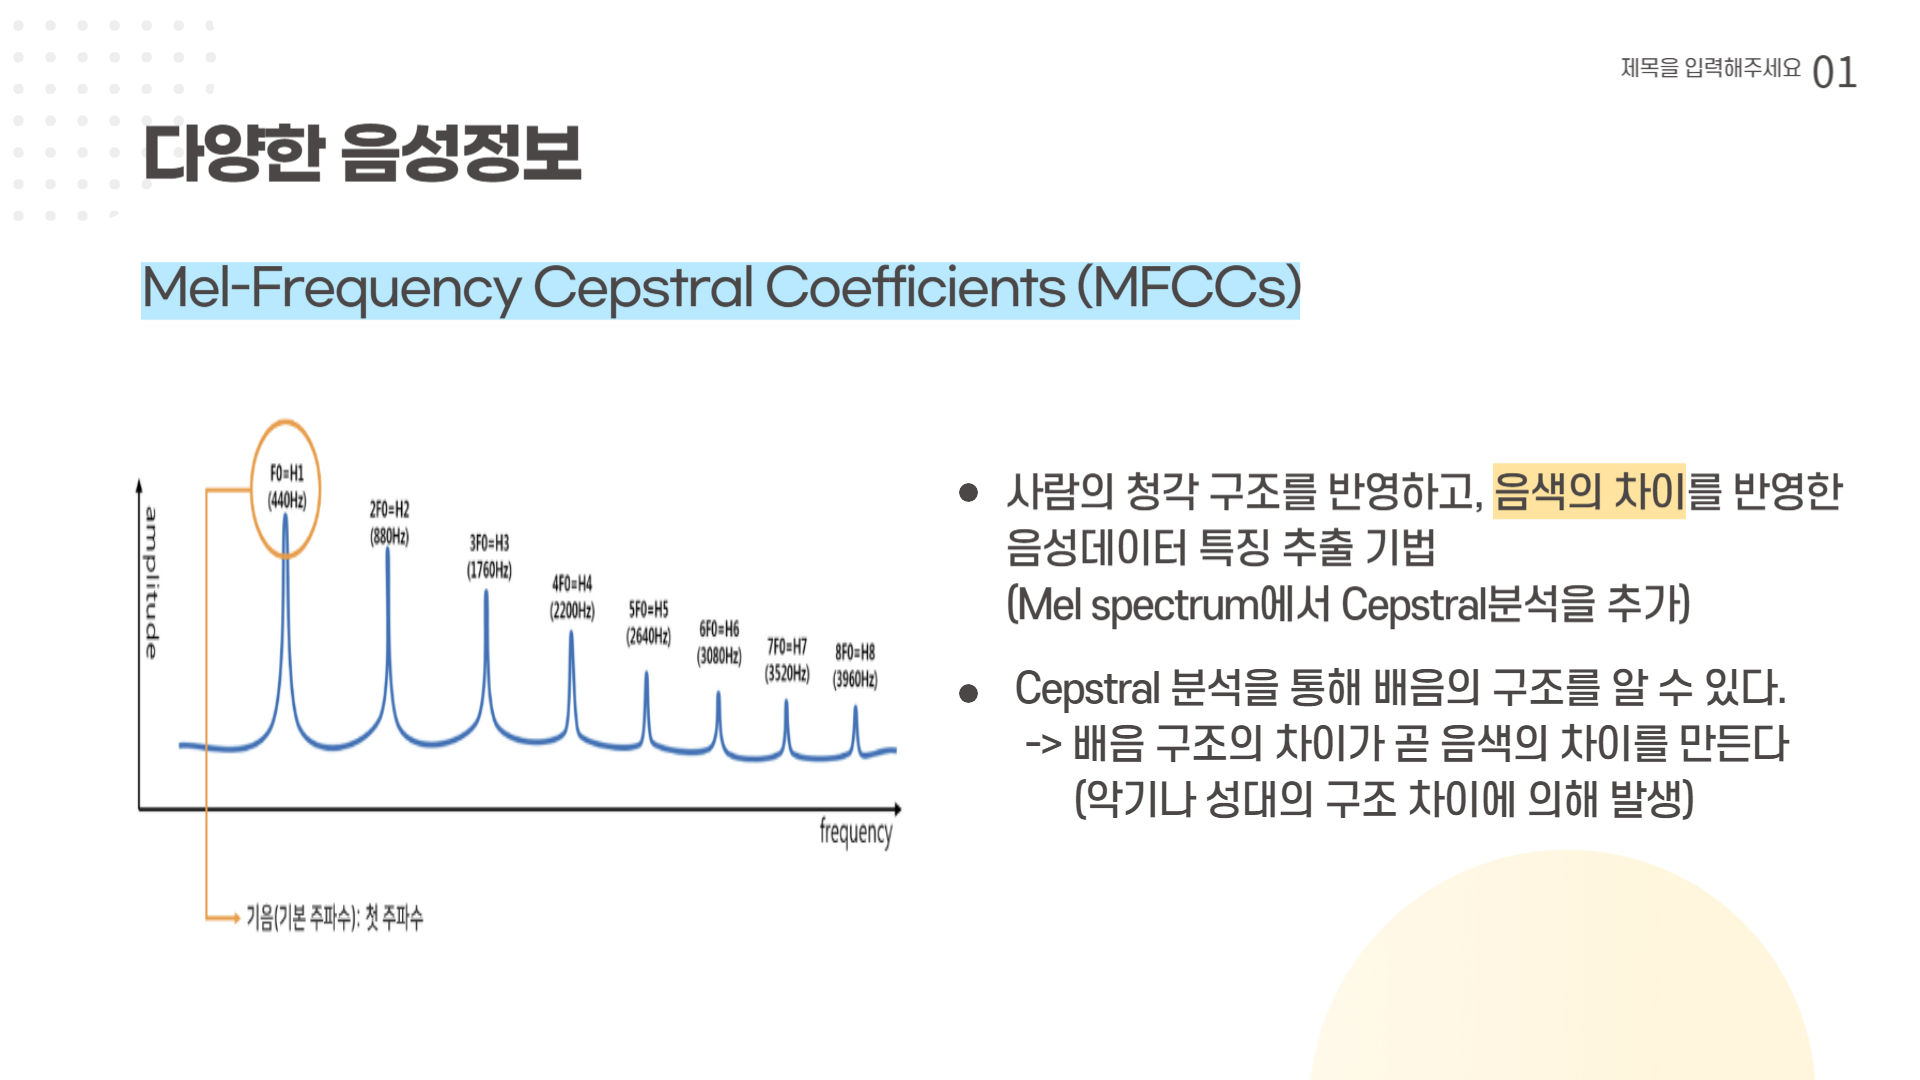 제목을 입력해주세요 01
다양한 음성정보
Mel-Frequency Cepstral Coefficients (MFCCs)
F0=H1
(440Hz)
2F0=H2
(880Hz)
3F0=H3
(1760Hz)
4F0=H4
(2200Hz)
5F0=H5
(2640Hz)
6F0=H6
(3080Hz)
7F0=H7
(3520Hz)
8F0=H8
(3960Hz)
amplitude
frequency
기음(기본 주파수): 첫 주파수
● 사람의 청각 구조를 반영하고, 음색의 차이를 반영한
음성데이터 특징 추출 기법
(Mel spectrum에서 Cepstral분석을 추가)
● Cepstral 분석을 통해 배음의 구조를 알 수 있다.
-> 배음 구조의 차이가 곧 음색의 차이를 만든다
(악기나 성대의 구조 차이에 의해 발생)